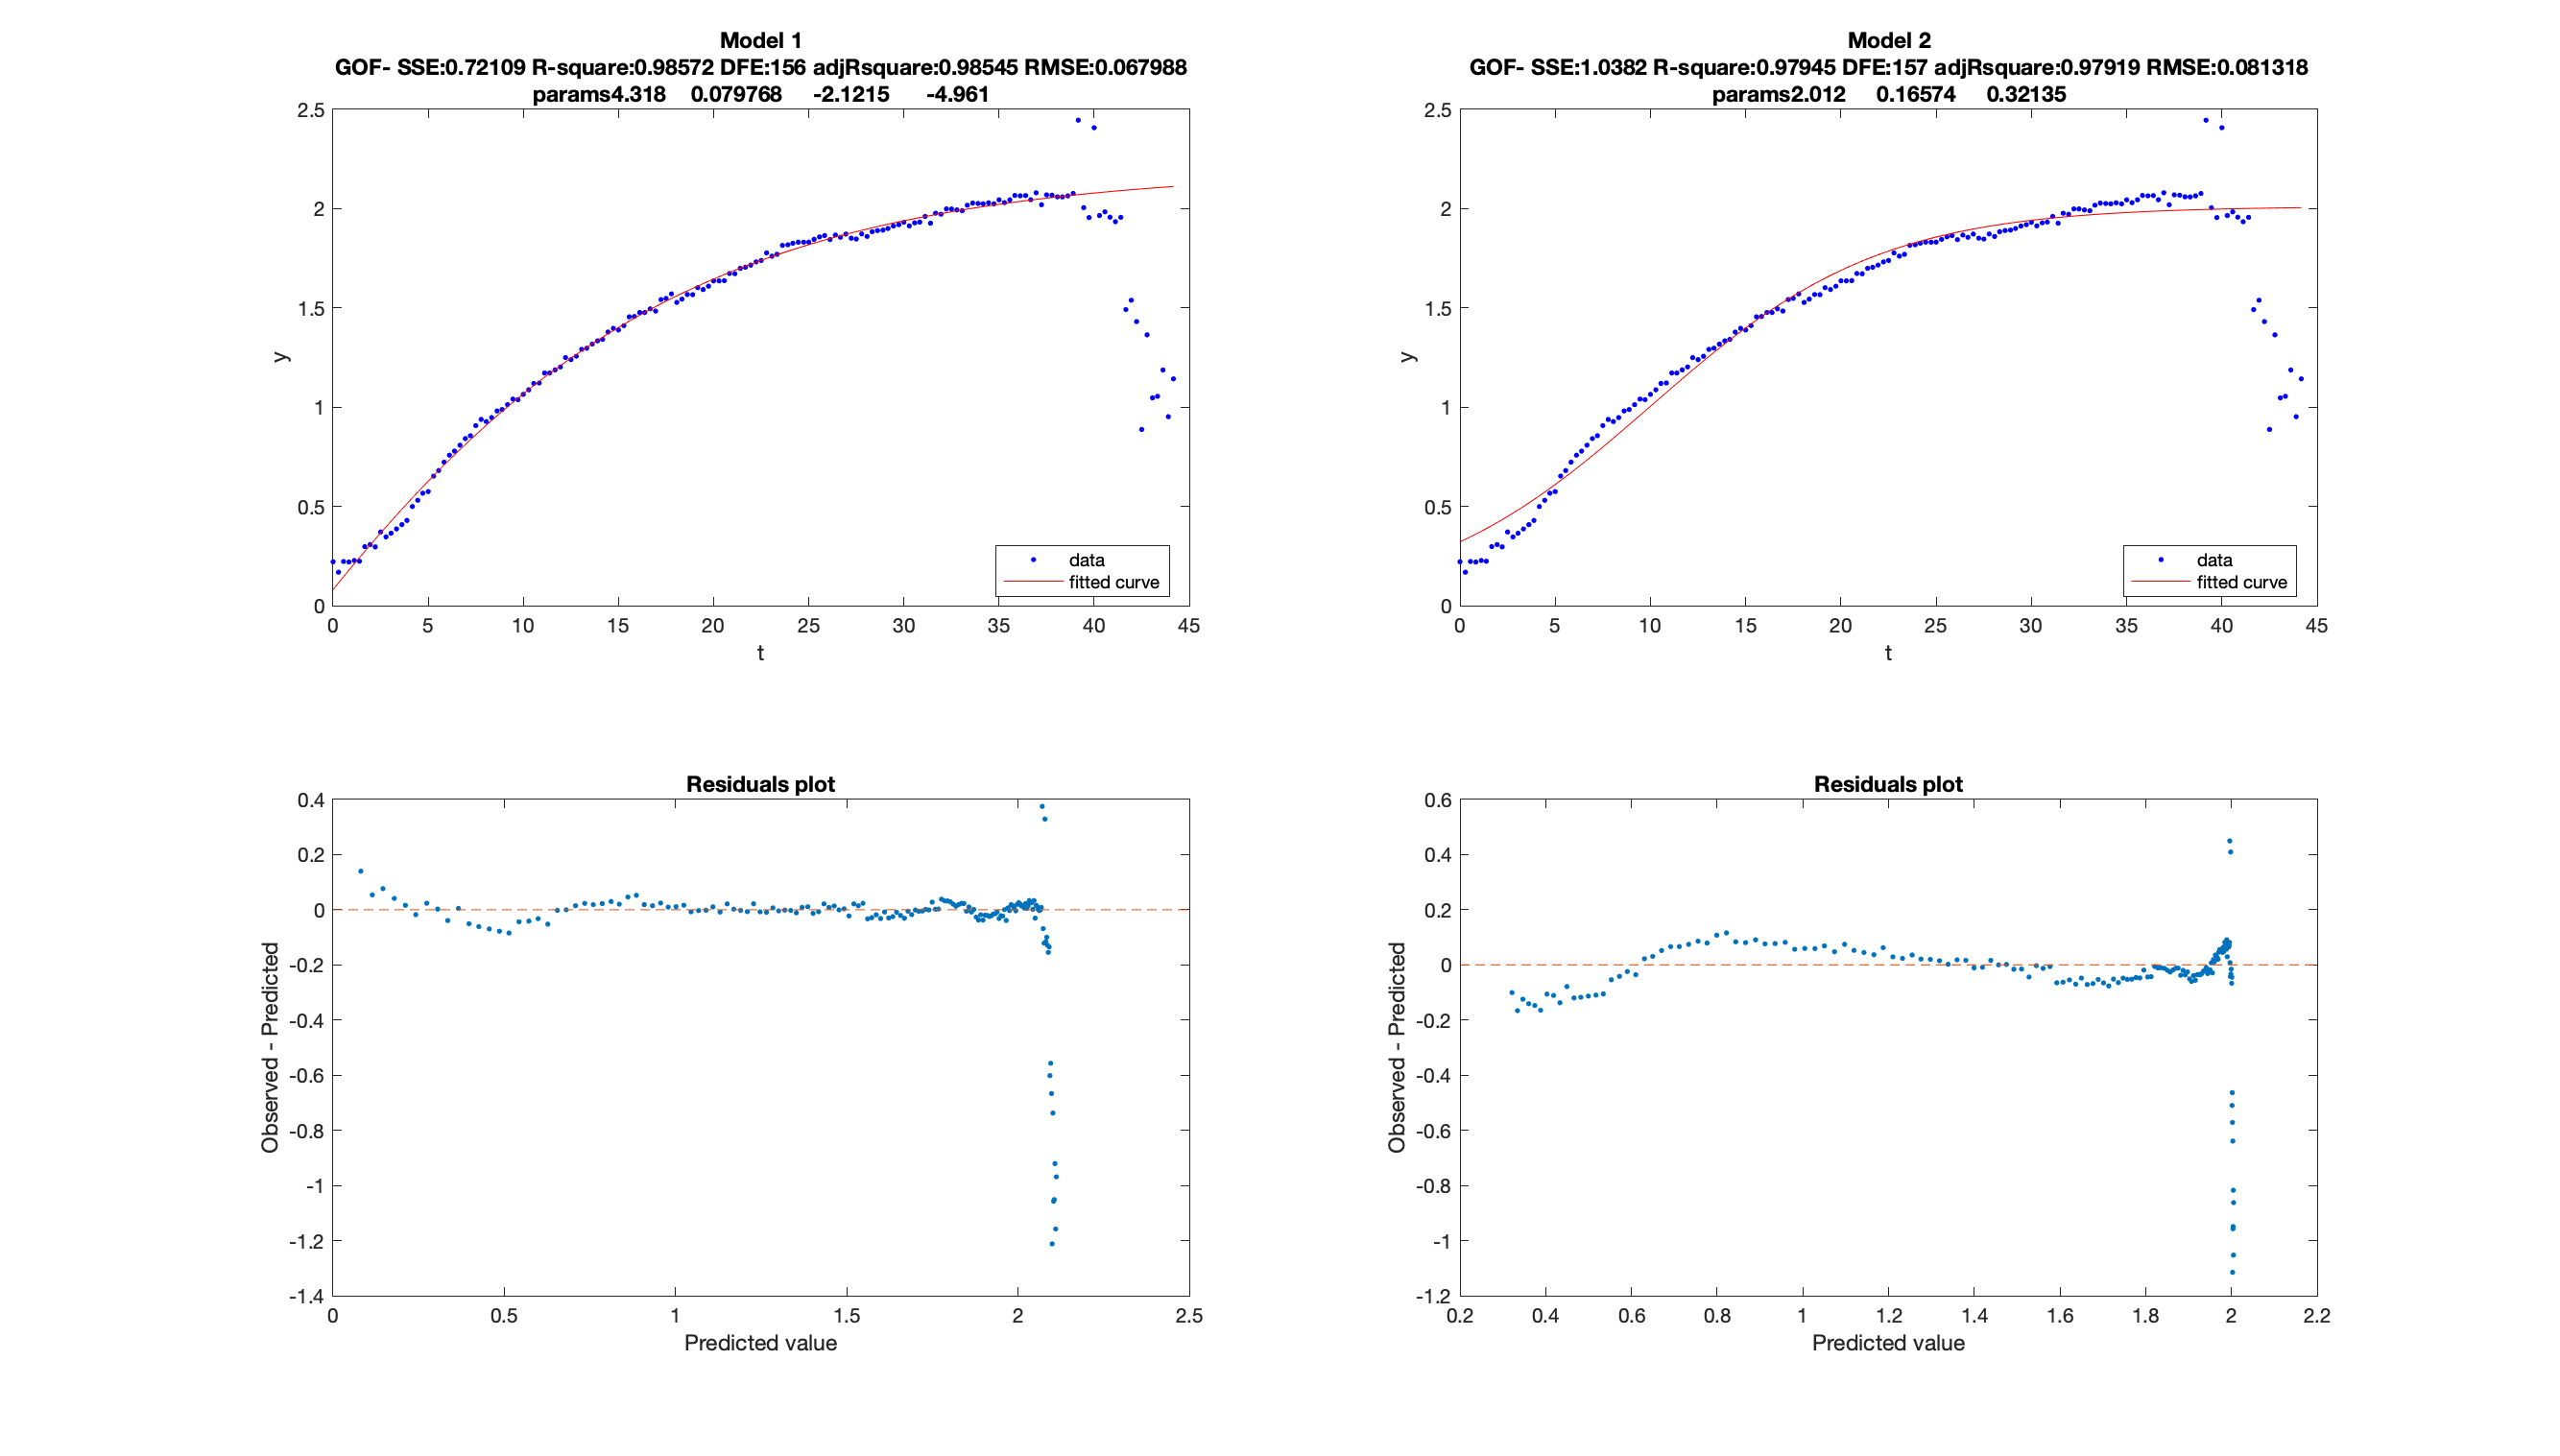 Model 1
GOF- SSE:0.72109 R-square:0.98572 DFE:156 adjRsquare:0.98545 RMSE:0.067988
params4.318 0.079768 -2.1215 -4.961
2.5
2
1.5
1
0.5
0
y
0 5 10 15 20 25 30 35 40 45
t
data
fitted curve
Model 2
GOF- SSE:1.0382 R-square:0.97945 DFE:157 adjRsquare:0.97919 RMSE:0.081318
params2.012 0.16574 0.32135
2.5
2
1.5
1
0.5
0
y
0 5 10 15 20 25 30 35 40 45
t
data
fitted curve
Residuals plot
0.4
0.2
0
-0.2
-0.4
-0.6
-0.8
-1
-1.2
-1.4
Observed - Predicted
0 0.5 1 1.5 2 2.5
Predicted value
Residuals plot
0.6
0.4
0.2
0
-0.2
-0.4
-0.6
-0.8
-1
-1.2
Observed - Predicted
0.2 0.4 0.6 0.8 1 1.2 1.4 1.6 1.8 2 2.2
Predicted value